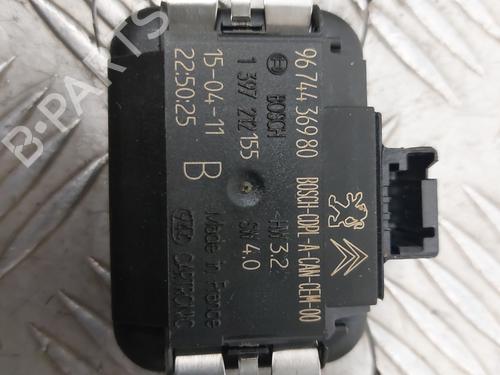 9674436980 BOSCH-CDPL-A-CAN-CEM-00
BOSCH
1 397 212 155
HW 3.2
SW 4.0
15-04-11
22:50:25
B
Made in France
B-PARTS